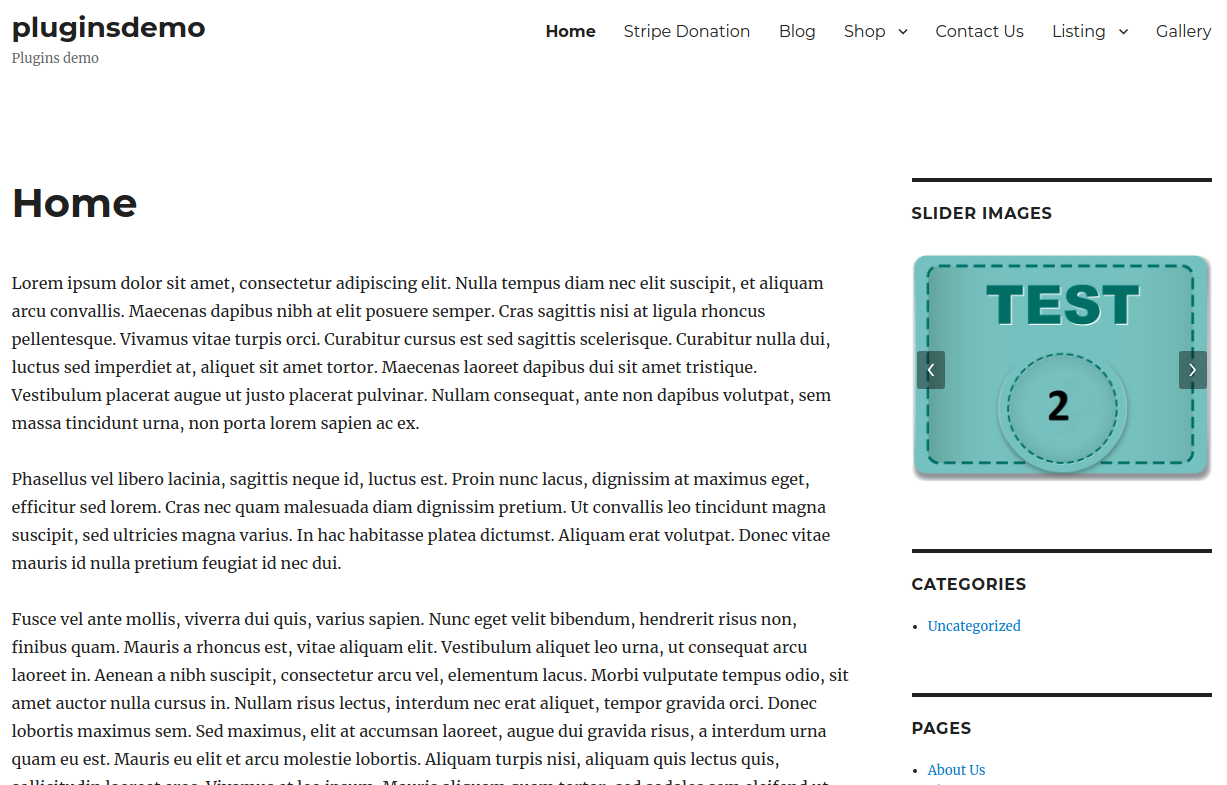 pluginsdemo
Plugins demo
Home Stripe Donation Blog Shop Contact Us Listing Gallery
Home
Lorem ipsum dolor sit amet, consectetur adipiscing elit. Nulla tempus diam nec elit suscipit, et aliquam
arcu convallis. Maecenas dapibus nibh at elit posuere semper. Cras sagittis nisi at ligula rhoncus
pellentesque. Vivamus vitae turpis orci. Curabitur cursus est sed sagittis scelerisque. Curabitur nulla dui,
luctus sed imperdiet at, aliquet sit amet tortor. Maecenas laoreet dapibus dui sit amet tristique.
Vestibulum placerat augue ut justo placerat pulvinar. Nullam consequat, ante non dapibus volutpat, sem
massa tincidunt urna, non porta lorem sapien ac ex.
Phasellus vel libero lacinia, sagittis neque id, luctus est. Proin nunc lacus, dignissim at maximus eget,
efficitur sed lorem. Cras nec quam malesuada diam dignissim pretium. Ut convallis leo tincidunt magna
suscipit, sed ultricies magna varius. In hac habitasse platea dictumst. Aliquam erat volutpat. Donec vitae
mauris id nulla pretium feugiat id nec dui.
Fusce vel ante mollis, viverra dui quis, varius sapien. Nunc eget velit bibendum, hendrerit risus non,
finibus quam. Mauris a rhoncus est, vitae aliquam elit. Vestibulum aliquet leo urna, ut consequat arcu
laoreet in. Aenean a nibh suscipit, consectetur arcu vel, elementum lacus. Morbi vulputate tempus odio, sit
amet auctor nulla cursus in. Nullam risus lectus, interdum nec erat aliquet, tempor gravida orci. Donec
lobortis maximus sem. Sed maximus, elit at accumsan laoreet, augue dui gravida risus, a interdum urna
quam eu est. Mauris eu elit et arcu molestie lobortis. Aliquam turpis nisi, aliquam quis lectus quis,
SLIDER IMAGES
TEST
2
CATEGORIES
Uncategorized
PAGES
About Us